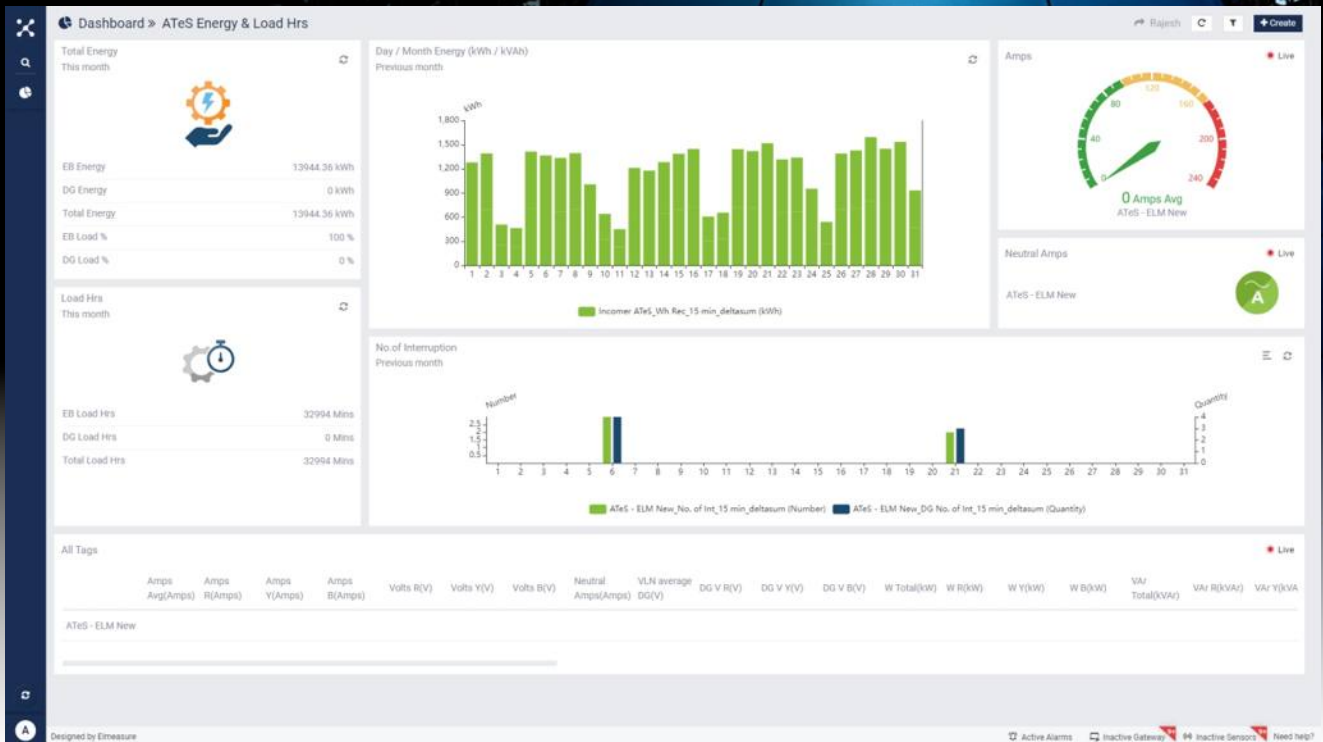 Dashboard » ATeS Energy & Load Hrs
Rajesh
+ Create
Total Energy
This month
EB Energy 13944.36 kWh
DG Energy 0 kWh
Total Energy 13944.36 kWh
EB Load % 100 %
DG Load % 0 %
Load Hrs
This month
EB Load Hrs 32994 Mins
DG Load Hrs 0 Mins
Total Load Hrs 32994 Mins
Day / Month Energy (kWh / kVAh)
Previous month
kWh
1,800
1,500
1,200
900
600
300
0
1 2 3 4 5 6 7 8 9 10 11 12 13 14 15 16 17 18 19 20 21 22 23 24 25 26 27 28 29 30 31
Incomer ATeS_Wh Rec_15 min_deltasum (kWh)
Amps
Live
0 40 80 120 160 200 240
0 Amps Avg
ATeS - ELM New
Neutral Amps
Live
ATeS - ELM New
A
No.of Interruption
Previous month
Number
2.5
2
1.5
1
0.5
Quantity
4
3
2
1
0
1 2 3 4 5 6 7 8 9 10 11 12 13 14 15 16 17 18 19 20 21 22 23 24 25 26 27 28 29 30 31
ATeS - ELM New_No. of Int_15 min_deltasum (Number) ATeS - ELM New_DG No. of Int_15 min_deltasum (Quantity)
All Tags
Live
Amps Amps Amps Amps Volts R(V) Volts Y(V) Volts B(V) Neutral VLN average DG V R(V) DG V Y(V) DG V B(V) W Total(kW) W R(kW) W Y(kW) W B(kW) VAr VAr R(kVAr) VAr Y(kVA
Avg(Amps) R(Amps) Y(Amps) B(Amps) Amps(Amps) DG(V) Total(kVAr)
ATeS - ELM New
A
Designed by Elmeasure
Active Alarms Inactive Gateway Inactive Sensors Need help?